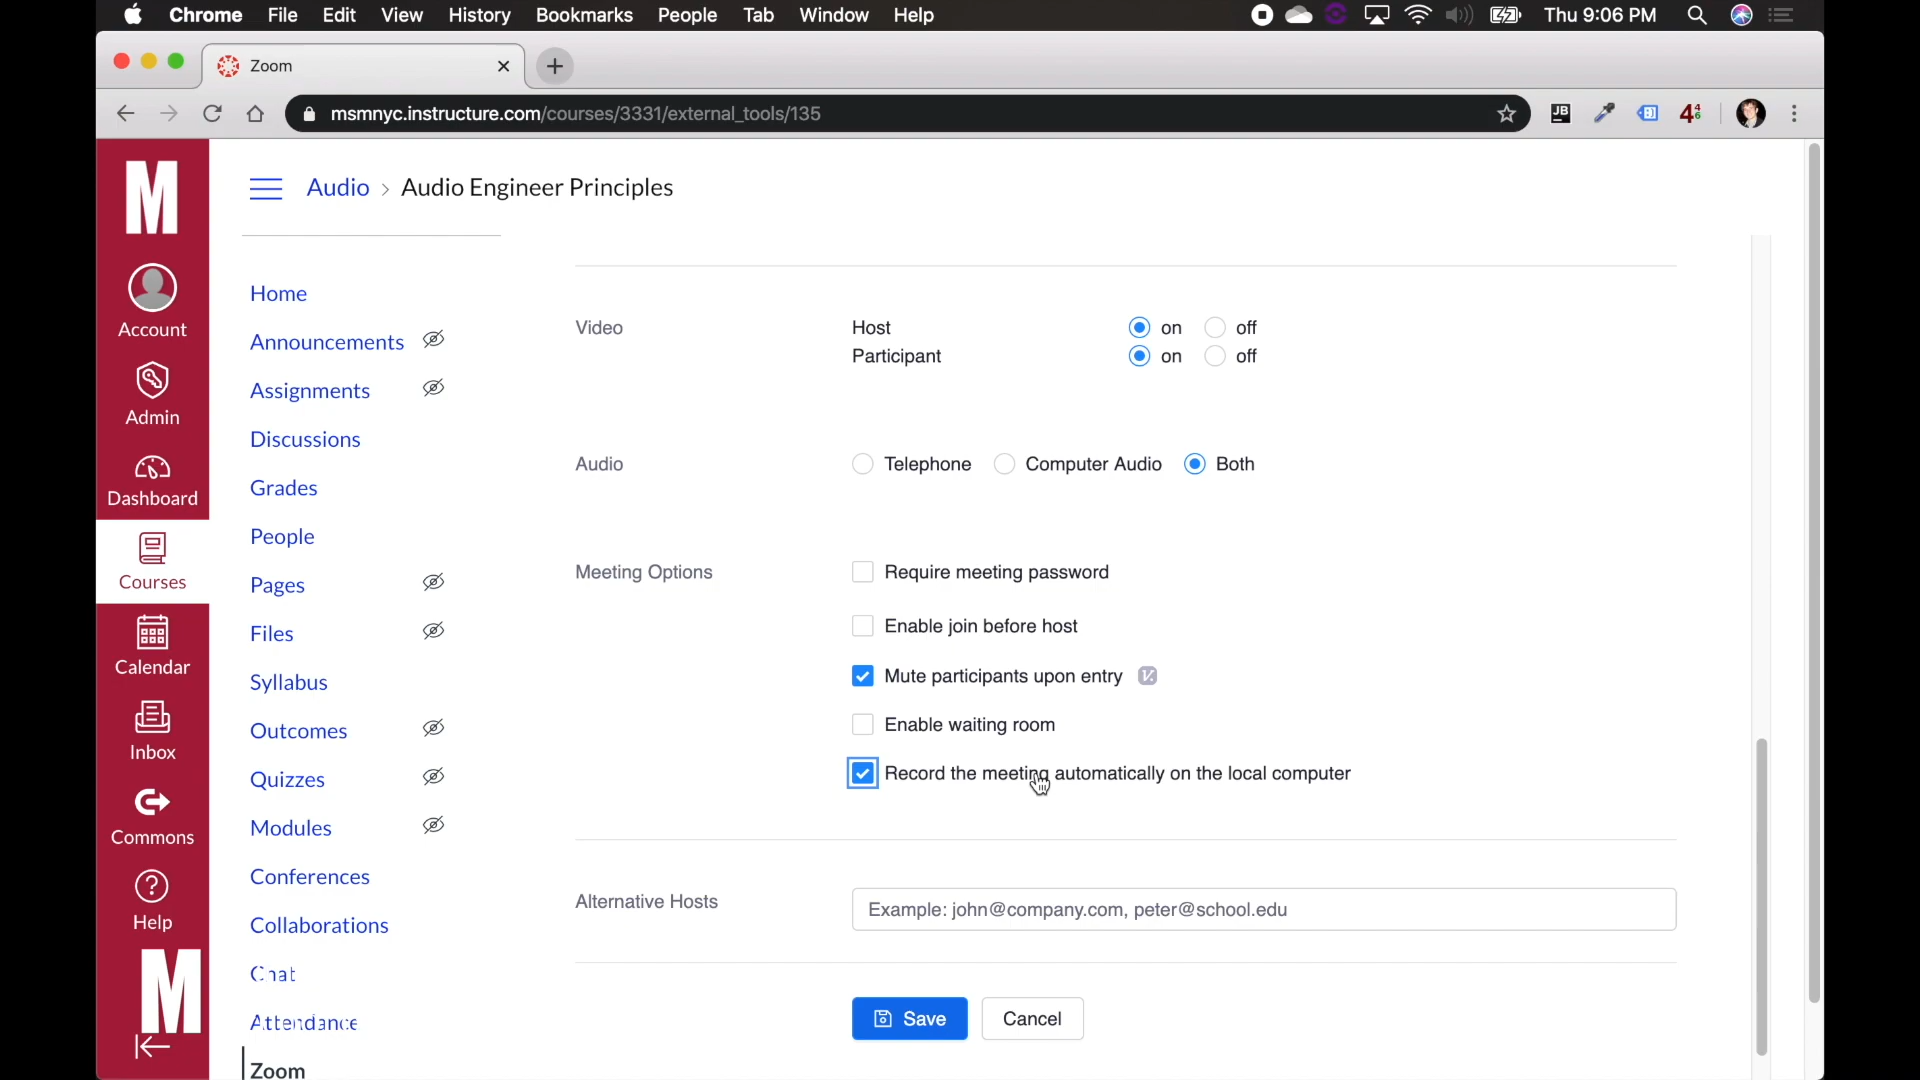 Chrome File Edit View History Bookmarks People Tab Window Help Thu 9:06 PM
Zoom
msmnyc.instructure.com/courses/3331/external_tools/135
M
Audio > Audio Engineer Principles
Account
Admin
Dashboard
Courses
Calendar
Inbox
Commons
Help
M
Home
Announcements
Assignments
Discussions
Grades
People
Pages
Files
Syllabus
Outcomes
Quizzes
Modules
Conferences
Collaborations
Chat
Attendance
Zoom
Video Host on off
Participant on off
Audio Telephone Computer Audio Both
Meeting Options Require meeting password
Enable join before host
Mute participants upon entry
Enable waiting room
Record the meeting automatically on the local computer
Alternative Hosts Example: john@company.com, peter@school.edu
Save Cancel